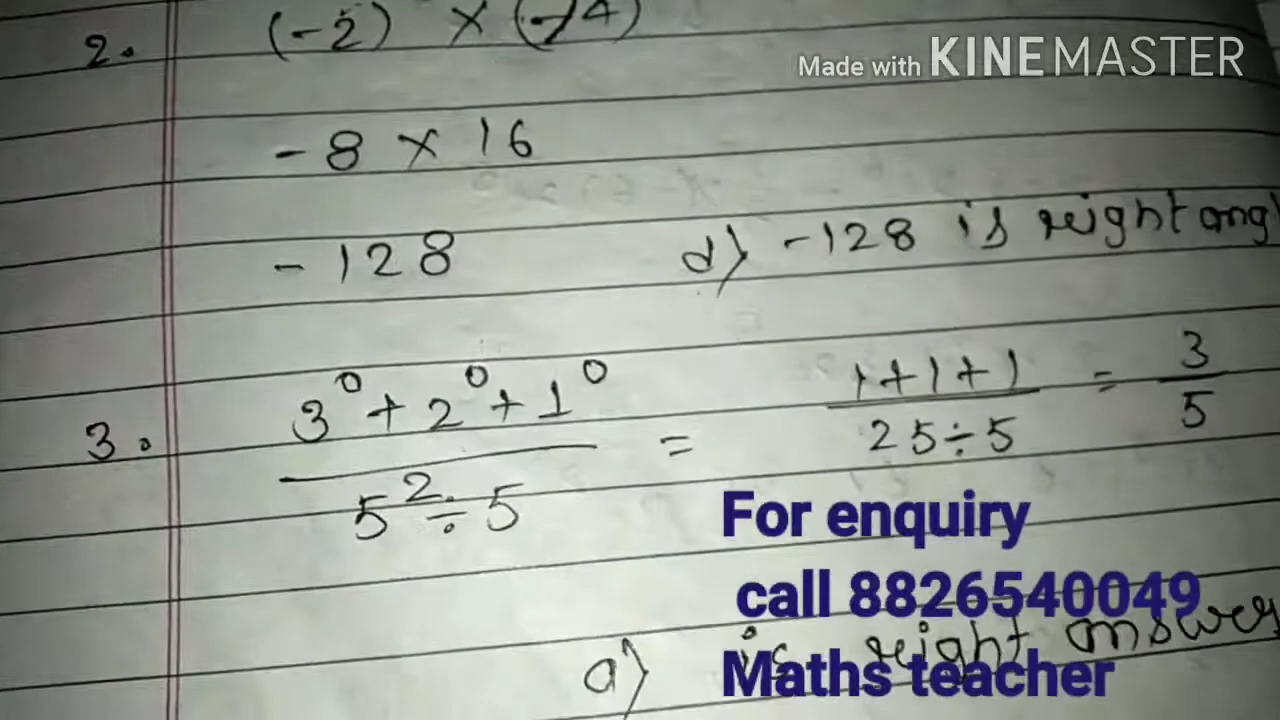 Made with KINEMASTER
2. (-2) × (-4)
-8 × 16
-128 d) -128 is right ang
3. 3⁰ + 2⁰ + 1⁰ / 5² ÷ 5 = 1+1+1 / 25÷5 = 3/5
For enquiry
call 8826540049
a) is right answer
Maths teacher